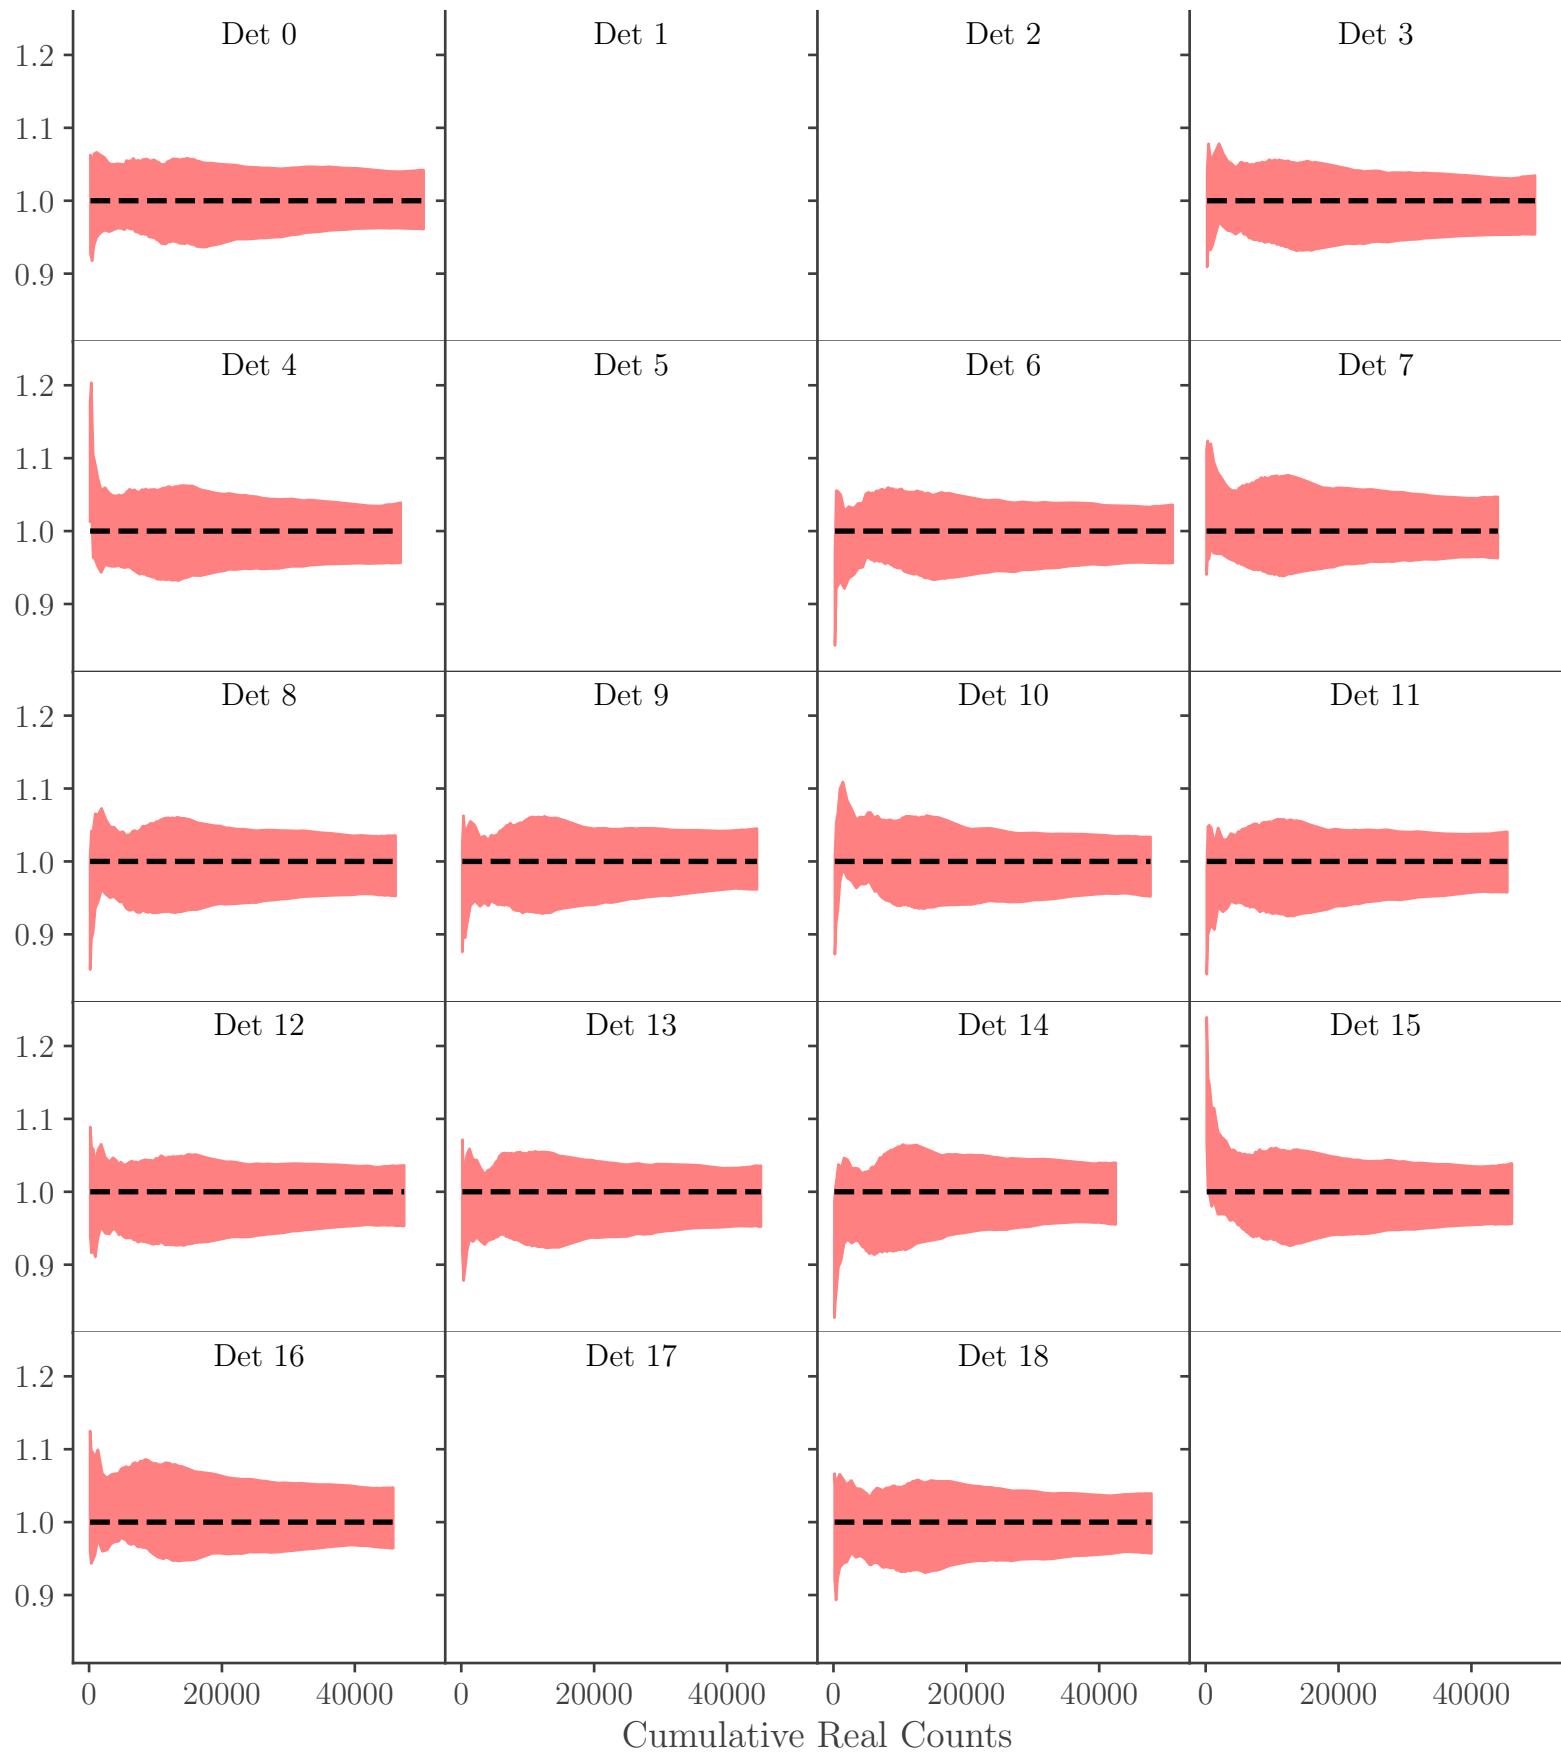 Det 0 Det 1 Det 2 Det 3
1.2
1.1
1.0
0.9
Det 4 Det 5 Det 6 Det 7
1.2
1.1
1.0
0.9
Det 8 Det 9 Det 10 Det 11
1.2
1.1
1.0
0.9
Det 12 Det 13 Det 14 Det 15
1.2
1.1
1.0
0.9
Det 16 Det 17 Det 18
1.2
1.1
1.0
0.9
0 20000 40000 0 20000 40000 0 20000 40000 0 20000 40000
Cumulative Real Counts